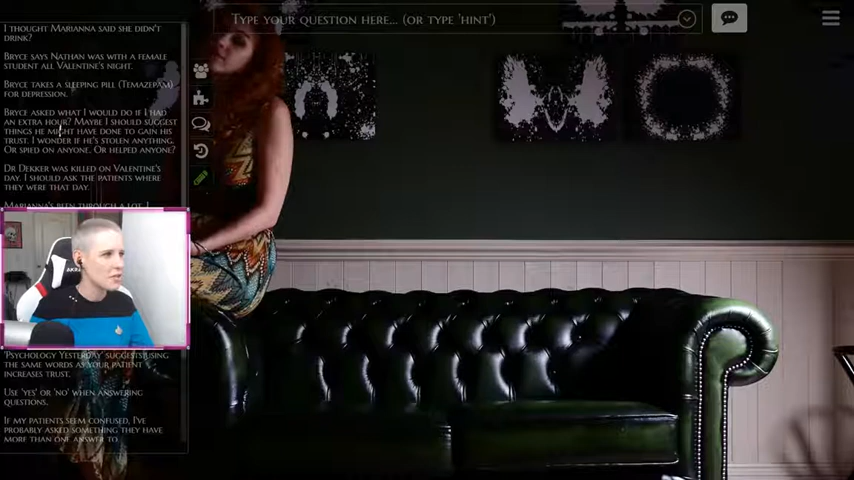 Type your question here... (or type 'hint')
I thought Marianna said she didn't
drink?
Bryce says Nathan was with a female
student all Valentine's night.
Bryce takes a sleeping pill (Temazepam)
for depression.
Bryce asked what I would do if I had
an extra hour? Maybe I should suggest
things he might have done to gain his
trust. I wonder if he's stolen anything.
Or spied on anyone. Or helped anyone?
Dr Dekker was killed on Valentine's
day. I should ask the patients where
they were that day.
Marianna's been through a lot. I
'Psychology Yesterday' suggests using
the same words as your patient
increases trust.
Use 'yes' or 'no' when answering
questions.
If my patients seem confused, I've
probably asked something they have
more than one answer to